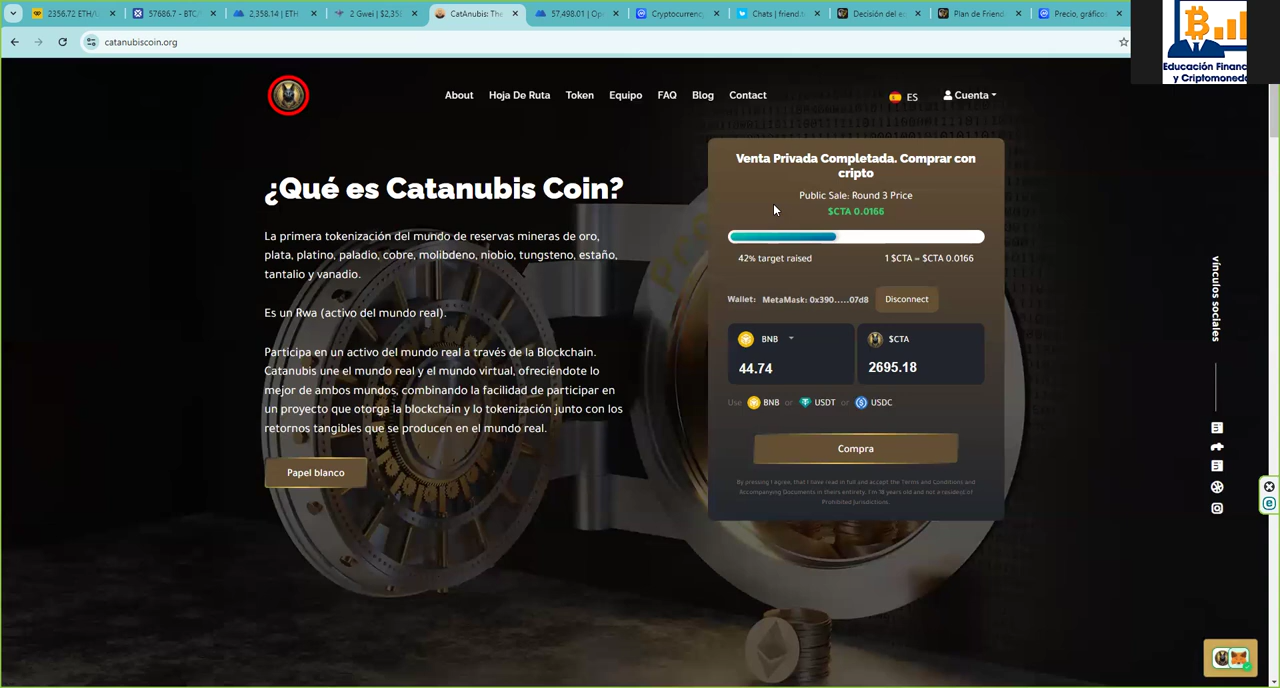 2356.72 ETH/
57686.7 - BTC/
2,358.14 | ETH
2 Gwei | $2,35
CatAnubis: The
57,498.01 | Op
Cryptocurrenc
Chats | friend.t
Decisión del ec
Plan de Friend
Precio, gráfico
catanubiscoin.org
Educación Financ
y Criptomoneda
About
Hoja De Ruta
Token
Equipo
FAQ
Blog
Contact
ES
Cuenta
¿Qué es Catanubis Coin?
La primera tokenización del mundo de reservas mineras de oro,
plata, platino, paladio, cobre, molibdeno, niobio, tungsteno, estaño,
tantalio y vanadio.
Es un Rwa (activo del mundo real).
Participa en un activo del mundo real a través de la Blockchain.
Catanubis une el mundo real y el mundo virtual, ofreciéndote lo
mejor de ambos mundos, combinando la facilidad de participar en
un proyecto que otorga la blockchain y lo tokenización junto con los
retornos tangibles que se producen en el mundo real.
Papel blanco
Venta Privada Completada. Comprar con
cripto
Public Sale: Round 3 Price
$CTA 0.0166
42% target raised
1 $CTA = $CTA 0.0166
Wallet: MetaMask: 0x390.....07d8 Disconnect
BNB
44.74
$CTA
2695.18
Use BNB or USDT or USDC
Compra
By pressing I agree, that I have read in full and accept the Terms and Conditions and
Accompanying Documents in theirs entirety. I'm 18 years old and not a resident of
Prohibited Jurisdictions.
vínculos sociales